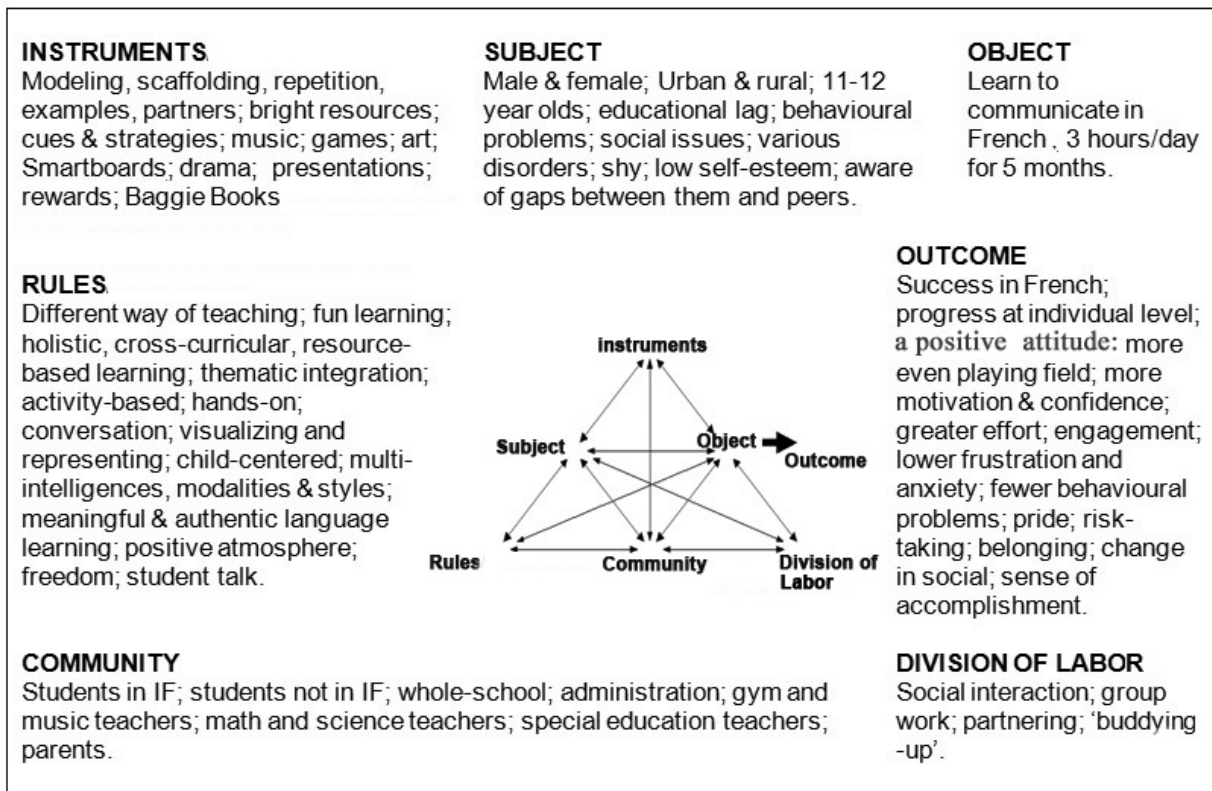 INSTRUMENTS
Modeling, scaffolding, repetition,
examples, partners; bright resources;
cues & strategies; music; games; art;
Smartboards; drama; presentations;
rewards; Baggie Books
SUBJECT
Male & female; Urban & rural; 11-12
year olds; educational lag; behavioural
problems; social issues; various
disorders; shy; low self-esteem; aware
of gaps between them and peers.
OBJECT
Learn to
communicate in
French , 3 hours/day
for 5 months.
RULES
Different way of teaching; fun learning;
holistic, cross-curricular, resource-
based learning; thematic integration;
activity-based; hands-on;
conversation; visualizing and
representing; child-centered; multi-
intelligences, modalities & styles;
meaningful & authentic language
learning; positive atmosphere;
freedom; student talk.
instruments
Subject
Object
Outcome
Rules
Community
Division of
Labor
OUTCOME
Success in French;
progress at individual level;
a positive attitude: more
even playing field; more
motivation & confidence;
greater effort; engagement;
lower frustration and
anxiety; fewer behavioural
problems; pride; risk-
taking; belonging; change
in social; sense of
accomplishment.
COMMUNITY
Students in IF; students not in IF; whole-school; administration; gym and
music teachers; math and science teachers; special education teachers;
parents.
DIVISION OF LABOR
Social interaction; group
work; partnering; ‘buddying
-up’.